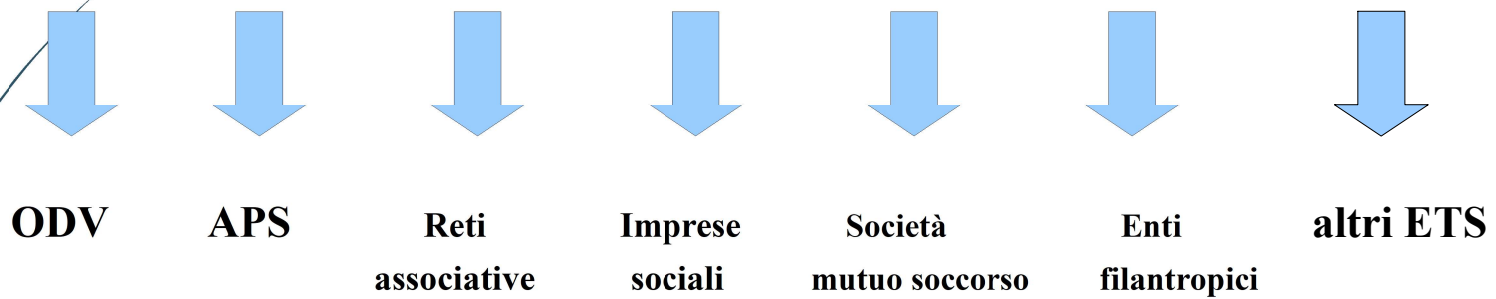 ODV APS Reti Imprese Società Enti altri ETS
associative sociali mutuo soccorso filantropici